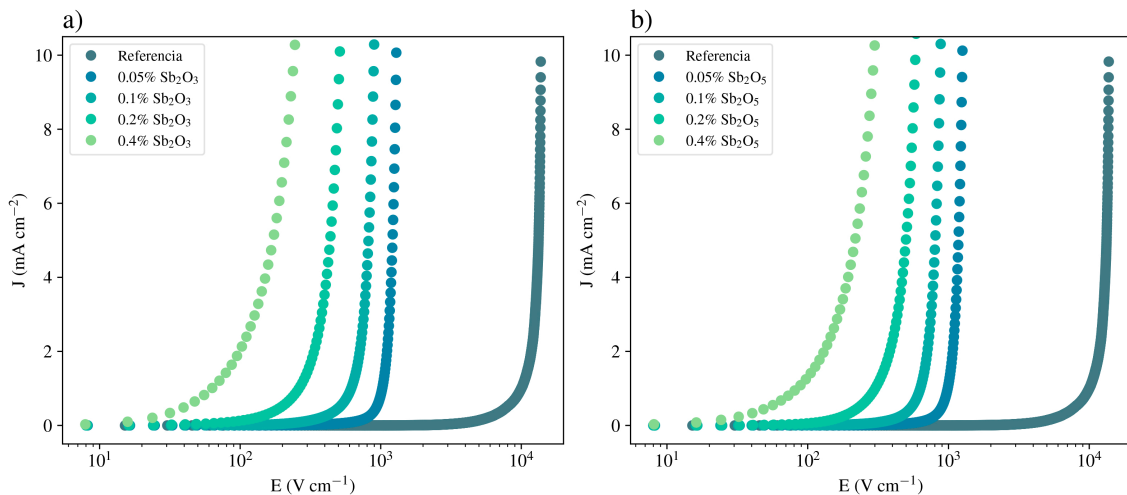 a)
10
8
6
4
2
0
J (mA cm⁻²)
Referencia
0.05% Sb₂O₃
0.1% Sb₂O₃
0.2% Sb₂O₃
0.4% Sb₂O₃
10¹ 10² 10³ 10⁴
E (V cm⁻¹)
b)
10
8
6
4
2
0
J (mA cm⁻²)
Referencia
0.05% Sb₂O₅
0.1% Sb₂O₅
0.2% Sb₂O₅
0.4% Sb₂O₅
10¹ 10² 10³ 10⁴
E (V cm⁻¹)